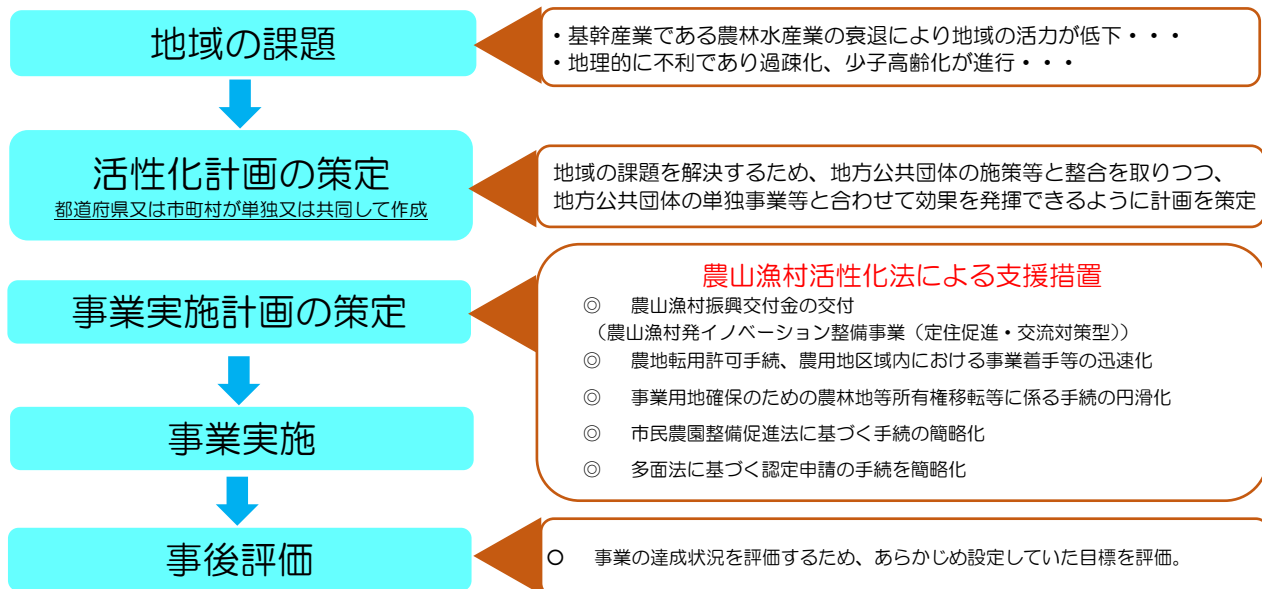 地域の課題
・基幹産業である農林水産業の衰退により地域の活力が低下・・・
・地理的に不利であり過疎化、少子高齢化が進行・・・
活性化計画の策定
都道府県又は市町村が単独又は共同して作成
地域の課題を解決するため、地方公共団体の施策等と整合を取りつつ、
地方公共団体の単独事業等と合わせて効果を発揮できるように計画を策定
事業実施計画の策定
農山漁村活性化法による支援措置
◎ 農山漁村振興交付金の交付
（農山漁村発イノベーション整備事業（定住促進・交流対策型））
◎ 農地転用許可手続、農用地区域内における事業着手等の迅速化
◎ 事業用地確保のための農林地等所有権移転等に係る手続の円滑化
◎ 市民農園整備促進法に基づく手続の簡略化
◎ 多面法に基づく認定申請の手続を簡略化
事業実施
事後評価
○ 事業の達成状況を評価するため、あらかじめ設定していた目標を評価。